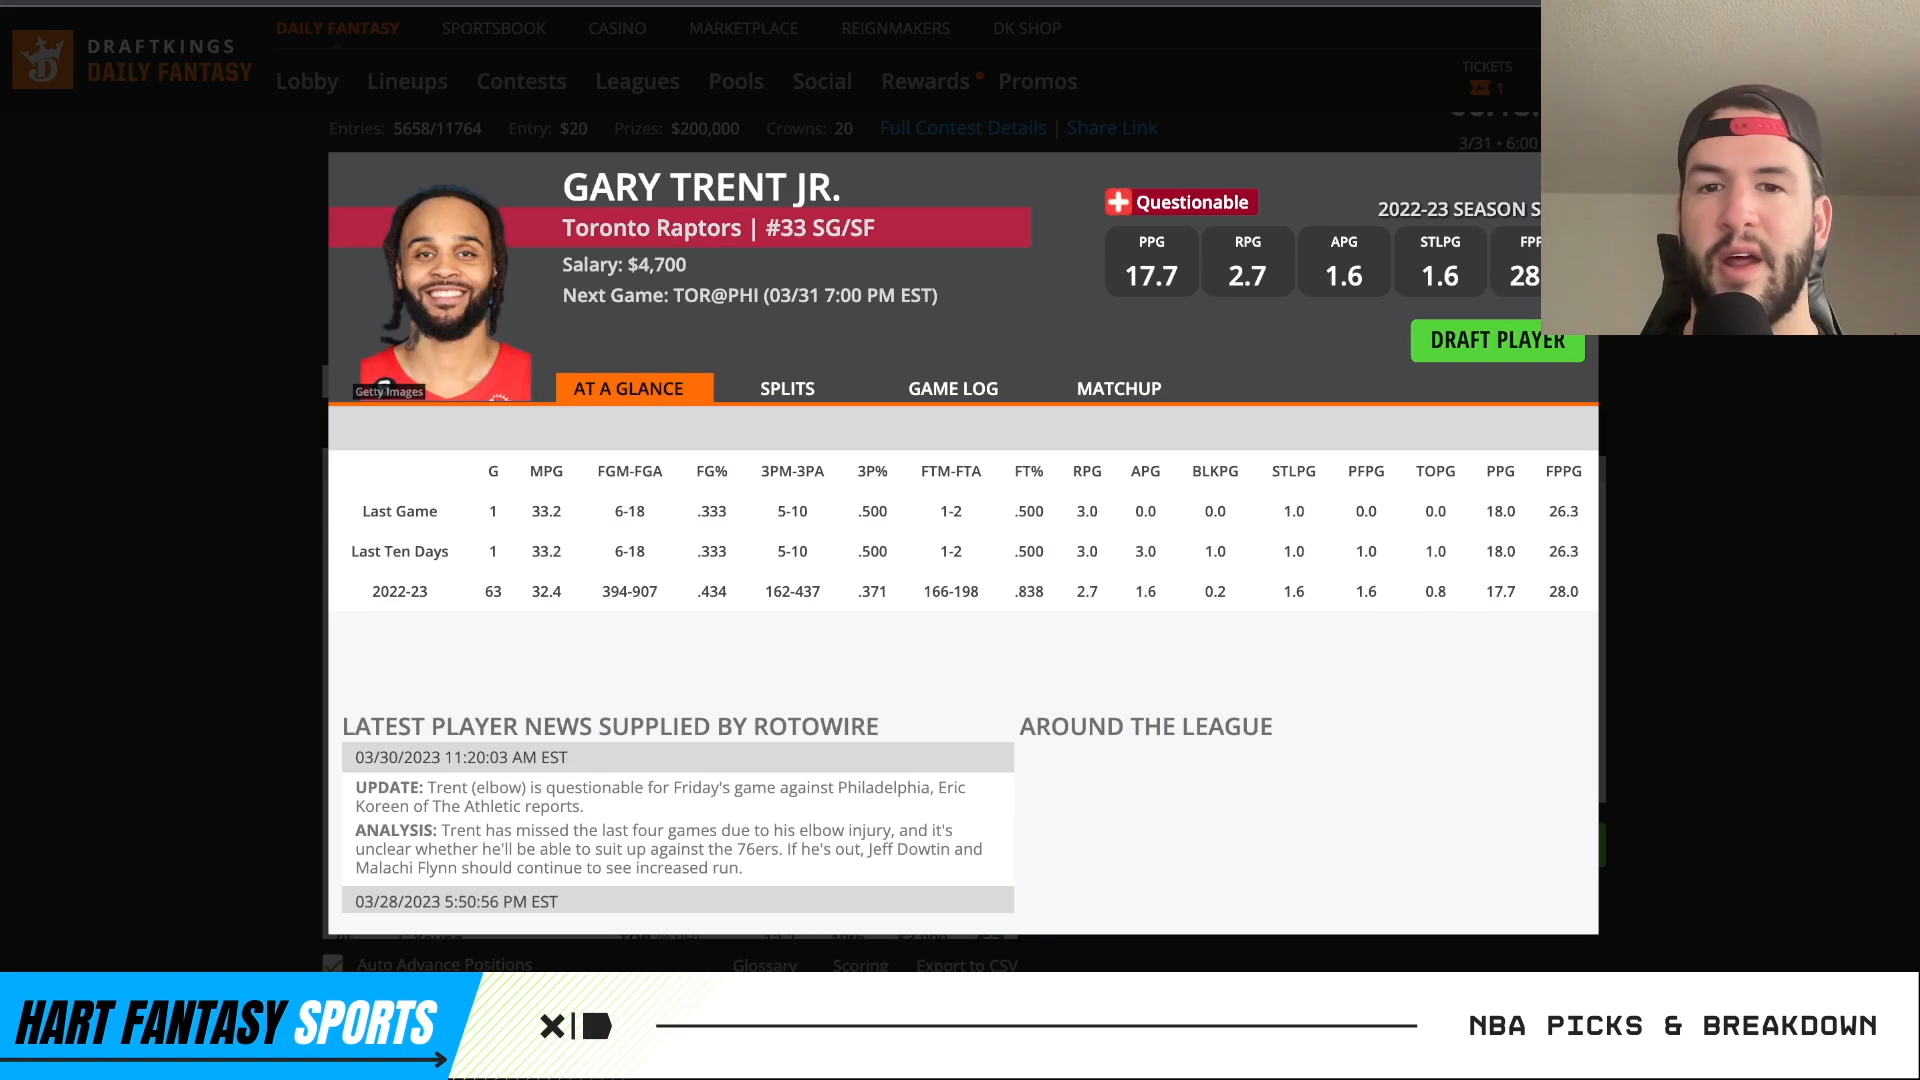 DRAFTKINGS
DAILY FANTASY
DAILY FANTASY SPORTSBOOK CASINO MARKETPLACE REIGNMAKERS DK SHOP
Lobby Lineups Contests Leagues Pools Social Rewards Promos
TICKETS
1
Entries: 5658/11764 Entry: $20 Prizes: $200,000 Crowns: 20 Full Contest Details | Share Link
3/31 • 6:00
GARY TRENT JR.
Toronto Raptors | #33 SG/SF
Salary: $4,700
Next Game: TOR@PHI (03/31 7:00 PM EST)
Questionable
2022-23 SEASON S
PPG RPG APG STLPG FPP
17.7 2.7 1.6 1.6 28
DRAFT PLAYER
Getty Images
AT A GLANCE SPLITS GAME LOG MATCHUP
G MPG FGM-FGA FG% 3PM-3PA 3P% FTM-FTA FT% RPG APG BLKPG STLPG PFPG TOPG PPG FPPG
Last Game 1 33.2 6-18 .333 5-10 .500 1-2 .500 3.0 0.0 0.0 1.0 0.0 0.0 18.0 26.3
Last Ten Days 1 33.2 6-18 .333 5-10 .500 1-2 .500 3.0 3.0 1.0 1.0 1.0 1.0 18.0 26.3
2022-23 63 32.4 394-907 .434 162-437 .371 166-198 .838 2.7 1.6 0.2 1.6 1.6 0.8 17.7 28.0
LATEST PLAYER NEWS SUPPLIED BY ROTOWIRE
AROUND THE LEAGUE
03/30/2023 11:20:03 AM EST
UPDATE: Trent (elbow) is questionable for Friday's game against Philadelphia, Eric
Koreen of The Athletic reports.
ANALYSIS: Trent has missed the last four games due to his elbow injury, and it's
unclear whether he'll be able to suit up against the 76ers. If he's out, Jeff Dowtin and
Malachi Flynn should continue to see increased run.
03/28/2023 5:50:56 PM EST
Auto Advance Positions Glossary Scoring Export to CSV
HART FANTASY SPORTS
NBA PICKS & BREAKDOWN